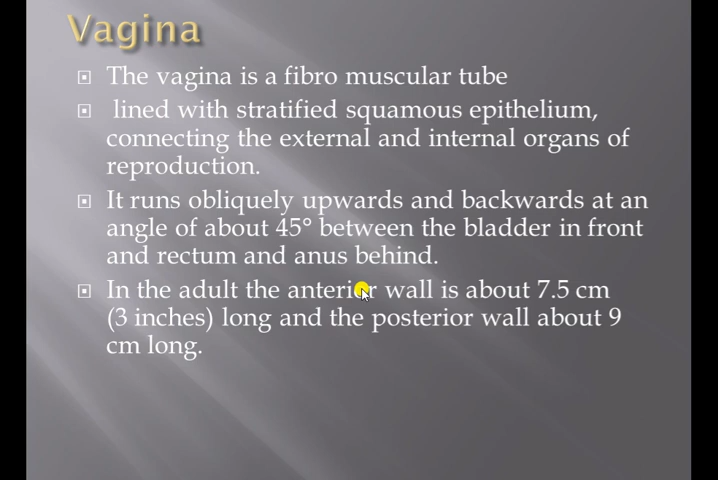 Vagina
The vagina is a fibro muscular tube
lined with stratified squamous epithelium,
connecting the external and internal organs of
reproduction.
It runs obliquely upwards and backwards at an
angle of about 45° between the bladder in front
and rectum and anus behind.
In the adult the anterior wall is about 7.5 cm
(3 inches) long and the posterior wall about 9
cm long.